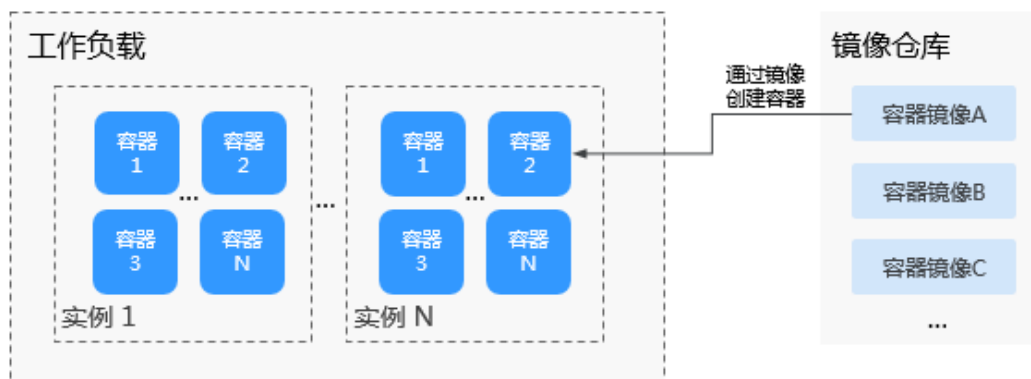 工作负载
容器
1
容器
2
...
容器
3
容器
N
实例 1
...
容器
1
容器
2
...
容器
3
容器
N
实例 N
通过镜像
创建容器
镜像仓库
容器镜像A
容器镜像B
容器镜像C
...